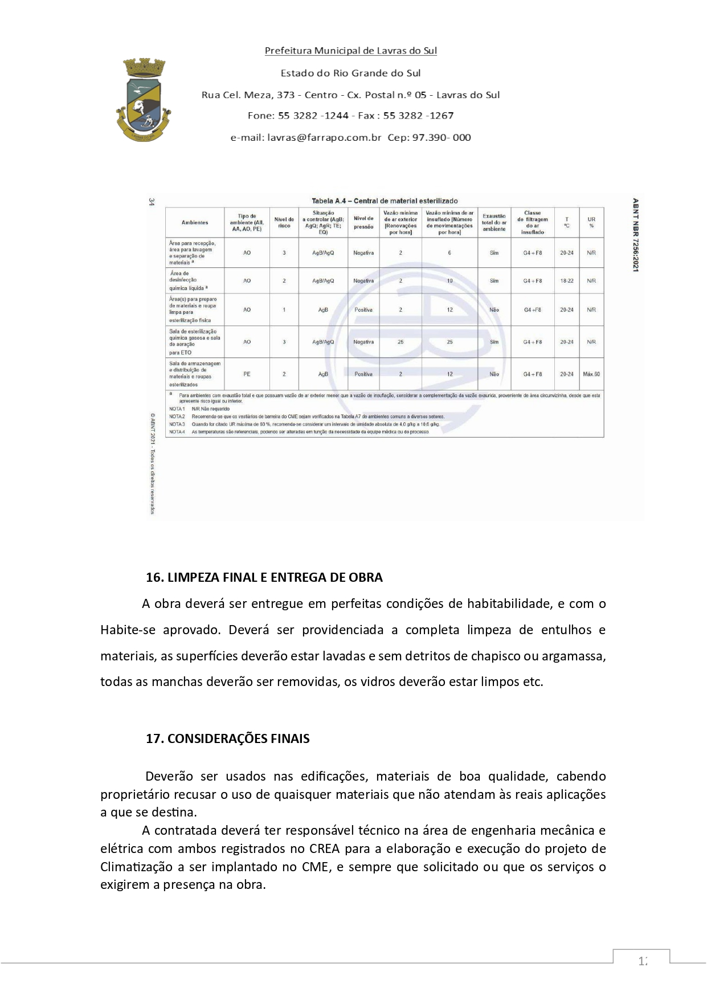 Prefeitura Municipal de Lavras do Sul
Estado do Rio Grande do Sul
Rua Cel. Meza, 373 - Centro - Cx. Postal n.º 05 - Lavras do Sul
Fone: 55 3282 -1244 - Fax : 55 3282 -1267
e-mail: lavras@farrapo.com.br Cep: 97.390- 000
LAVRAS DO SUL
34
ABNT NBR 7256:2021
Tabela A.4 – Central de material esterilizado
Ambientes
Tipo de
ambiente (AII,
AA, AO, PE)
Nível de
risco
Situação
a controlar (AgB;
AgQ; AgR; TE;
EQ)
Nível de
pressão
Vazão mínima
de ar exterior
[Renovações
por hora]
Vazão mínima de ar
insuflado [Número
de movimentações
por hora]
Exaustão
total do ar
ambiente
Classe
de filtragem
do ar
insuflado
T
ºC
UR
%
Área para recepção,
área para lavagem
e separação de
materiais ª
AO 3 AgB/AgQ Negativa 2 6 Sim G4 + F8 20-24 N/R
Área de
desinfecção
química líquida ª
AO 2 AgB/AgQ Negativa 2 10 Sim G4 + F8 18-22 N/R
Área(s) para preparo
de materiais e roupa
limpa para
esterilização física
AO 1 AgB Positiva 2 12 Não G4 +F8 20-24 N/R
Sala de esterilização
química gasosa e sala
de aeração
para ETO
AO 3 AgB/AgQ Negativa 25 25 Sim G4 + F8 20-24 N/R
Sala de armazenagem
e distribuição de
materiais e roupas
esterilizados
PE 2 AgB Positiva 2 12 Não G4 + F8 20-24 Máx.60
ª Para ambientes com exaustão total e que possuam vazão de ar exterior menor que a vazão de insuflação, considerar a complementação da vazão exaurida, proveniente de área circunvizinha, desde que esta
apresente risco igual ou inferior.
NOTA 1 N/R Não requerido
NOTA 2 Recomenda-se que os vestiários de barreira do CME sejam verificados na Tabela A7 de ambientes comuns a diversos setores.
NOTA 3 Quando for citado UR máxima de 60 %, recomenda-se considerar um intervalo de umidade absoluta de 4,0 g/kg a 10,6 g/kg.
NOTA 4 As temperaturas são referenciais, podendo ser alteradas em função da necessidade da equipe médica ou do processo.
© ABNT 2021 - Todos os direitos reservados
16. LIMPEZA FINAL E ENTREGA DE OBRA
A obra deverá ser entregue em perfeitas condições de habitabilidade, e com o
Habite-se aprovado. Deverá ser providenciada a completa limpeza de entulhos e
materiais, as superfícies deverão estar lavadas e sem detritos de chapisco ou argamassa,
todas as manchas deverão ser removidas, os vidros deverão estar limpos etc.
17. CONSIDERAÇÕES FINAIS
Deverão ser usados nas edificações, materiais de boa qualidade, cabendo
proprietário recusar o uso de quaisquer materiais que não atendam às reais aplicações
a que se destina.
A contratada deverá ter responsável técnico na área de engenharia mecânica e
elétrica com ambos registrados no CREA para a elaboração e execução do projeto de
Climatização a ser implantado no CME, e sempre que solicitado ou que os serviços o
exigirem a presença na obra.
12